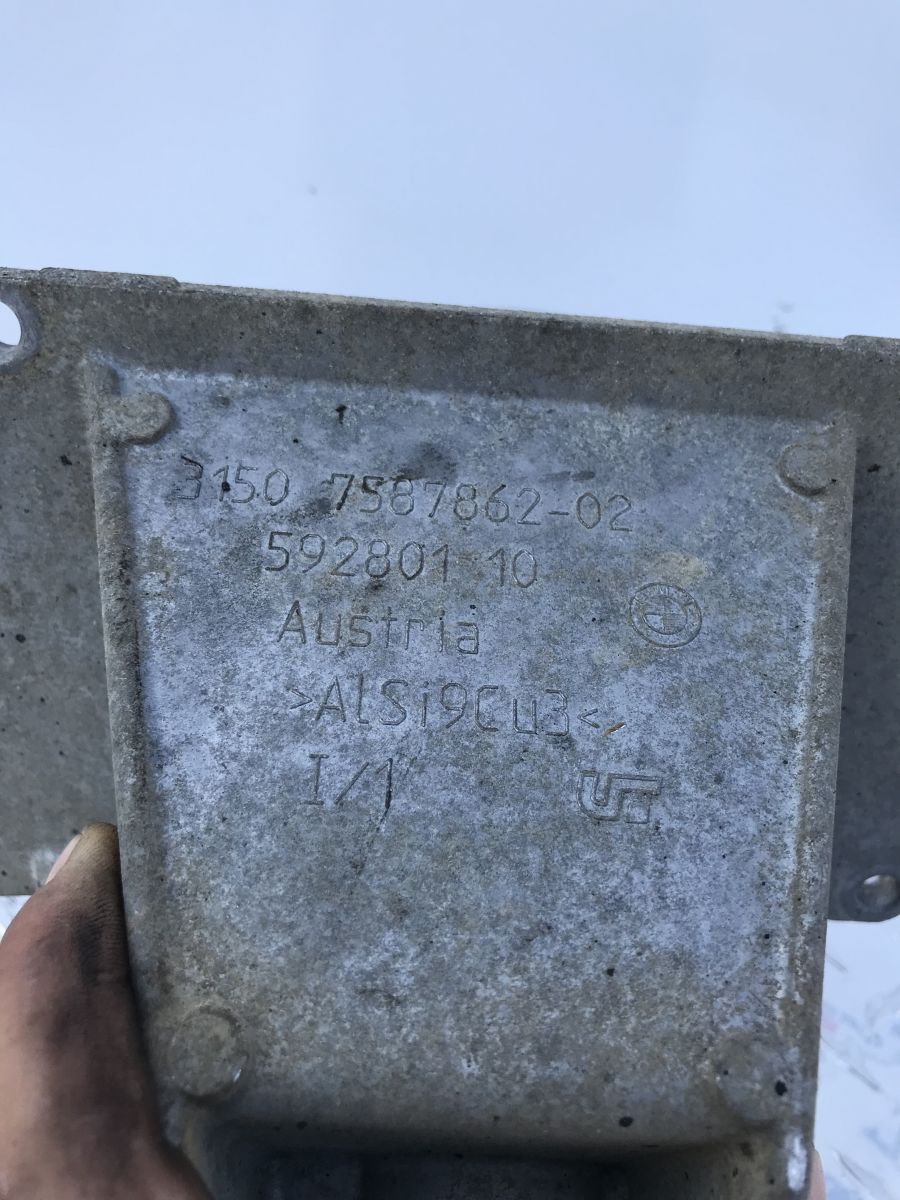 3150 7587862-02
592801 10
Austria
>AlSi9Cu3<
I/1